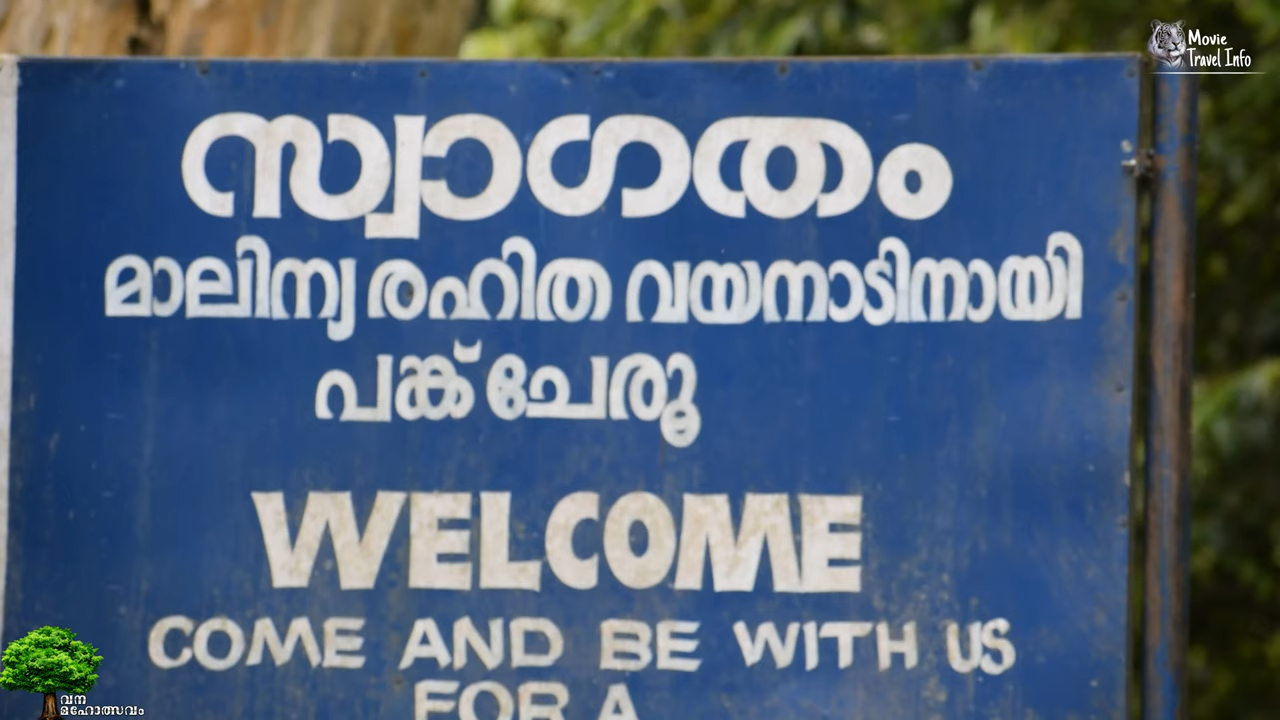 Movie
Travel Info
സ്വാഗതം
മാലിന്യ രഹിത വയനാടിനായി
പങ്ക് ചേരൂ
WELCOME
COME AND BE WITH US
FOR A
വന
മഹോത്സവം